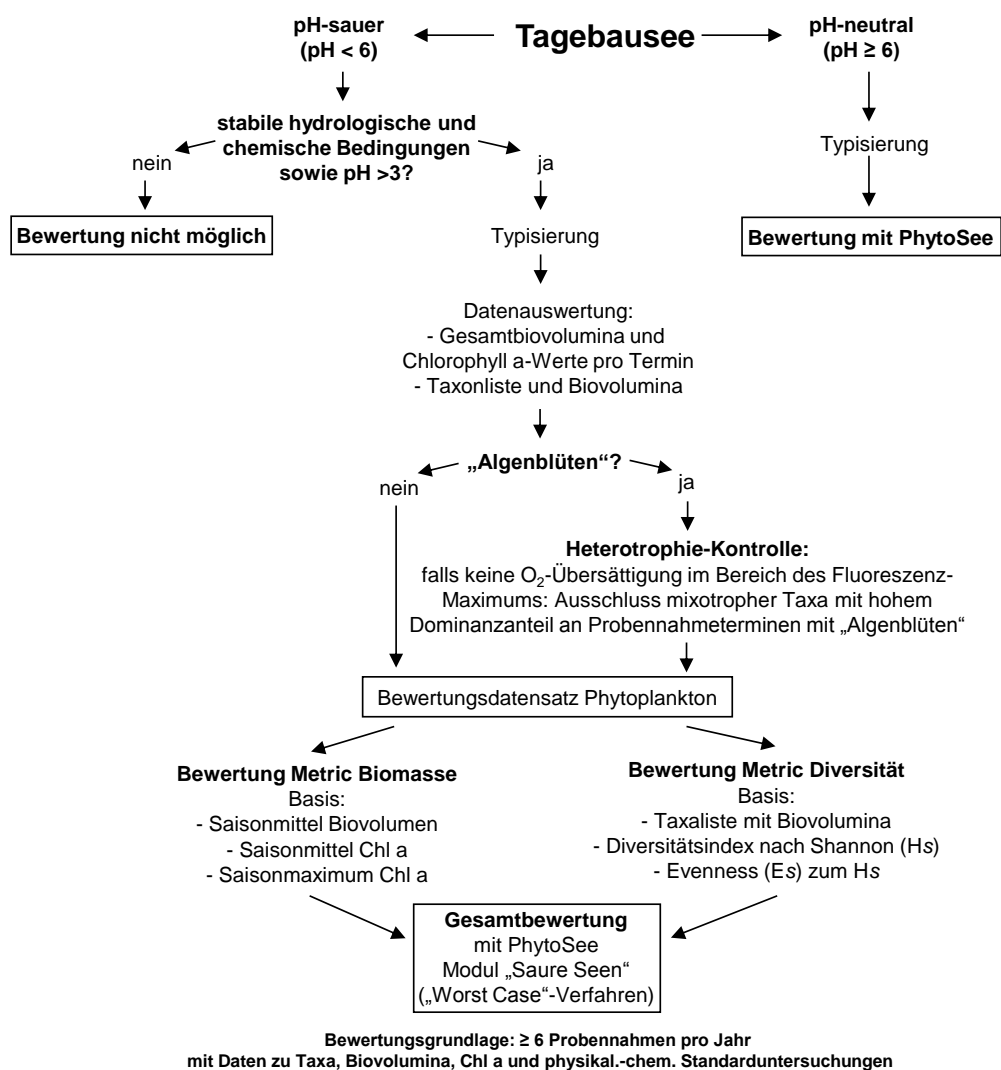 Tagebausee
pH-sauer
(pH < 6)
pH-neutral
(pH ≥ 6)
stabile hydrologische und
chemische Bedingungen
sowie pH >3?
nein
ja
Typisierung
Bewertung nicht möglich
Bewertung mit PhytoSee
Typisierung
Datenauswertung:
- Gesamtbiovolumina und
Chlorophyll a-Werte pro Termin
- Taxonliste und Biovolumina
„Algenblüten“?
nein
ja
Heterotrophie-Kontrolle:
falls keine O₂-Übersättigung im Bereich des Fluoreszenz-
Maximums: Ausschluss mixotropher Taxa mit hohem
Dominanzanteil an Probennahmeterminen mit „Algenblüten“
Bewertungsdatensatz Phytoplankton
Bewertung Metric Biomasse
Basis:
- Saisonmittel Biovolumen
- Saisonmittel Chl a
- Saisonmaximum Chl a
Bewertung Metric Diversität
Basis:
- Taxaliste mit Biovolumina
- Diversitätsindex nach Shannon (Hs)
- Evenness (Es) zum Hs
Gesamtbewertung
mit PhytoSee
Modul „Saure Seen“
(„Worst Case“-Verfahren)
Bewertungsgrundlage: ≥ 6 Probennahmen pro Jahr
mit Daten zu Taxa, Biovolumina, Chl a und physikal.-chem. Standarduntersuchungen